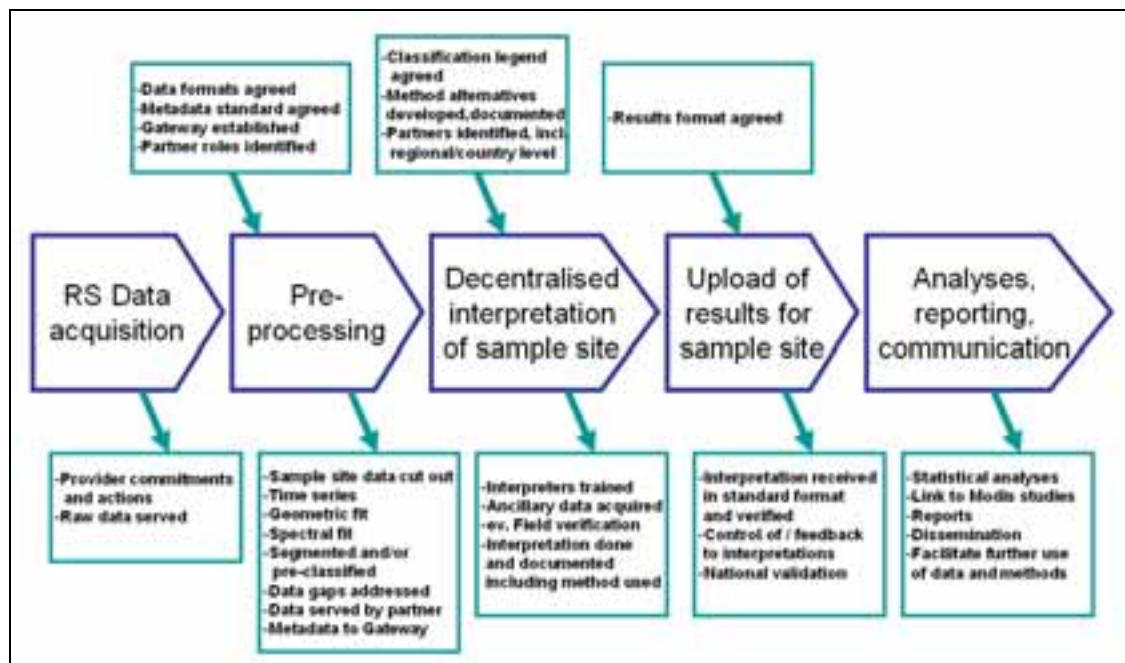 -Data formats agreed
-Metadata standard agreed
-Gateway established
-Partner roles identified
-Classification legend
agreed
-Method alternatives
developed,documented
-Partners identified, incl
regional/country level
-Results format agreed
RS Data
acquisition
Pre-
processing
Decentralised
interpretation
of sample site
Upload of
results for
sample site
Analyses,
reporting,
communication
-Provider commitments
and actions
-Raw data served
-Sample site data cut out
-Time series
-Geometric fit
-Spectral fit
-Segmented and/or
pre-classified
-Data gaps addressed
-Data served by partner
-Metadata to Gateway
-Interpreters trained
-Ancillary data acquired
ev. Field verification
-Interpretation done
and documented
including method used
-Interpretation received
in standard format
and verified
-Control of / feedback
to interpretations
-National validation
-Statistical analyses
-Link to Modis studies
-Reports
-Dissemination
-Facilitate further use
of data and methods